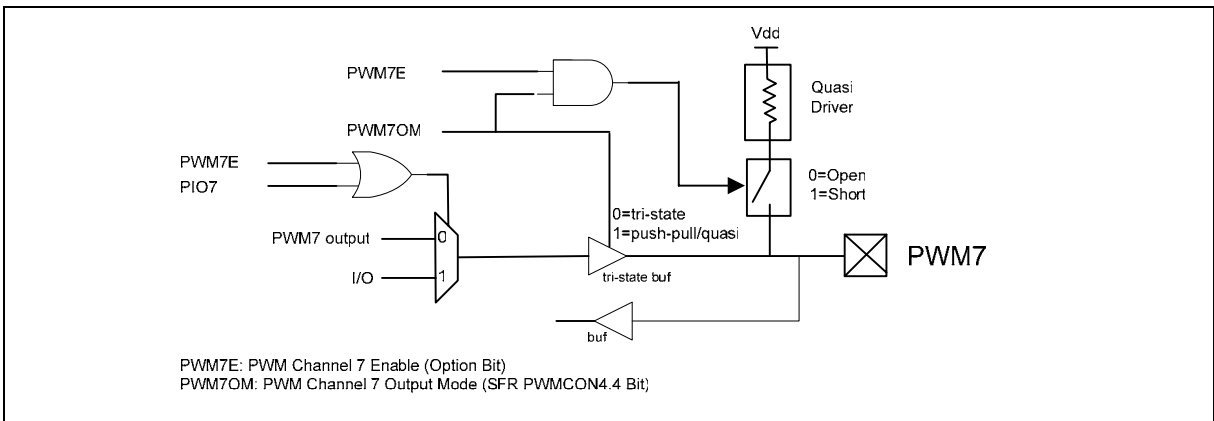 Vdd
PWM7E
Quasi
Driver
PWM7OM
PWM7E
PIO7
0=Open
1=Short
0=tri-state
1=push-pull/quasi
PWM7 output
0
I/O
1
tri-state buf
PWM7
buf
PWM7E: PWM Channel 7 Enable (Option Bit)
PWM7OM: PWM Channel 7 Output Mode (SFR PWMCON4.4 Bit)